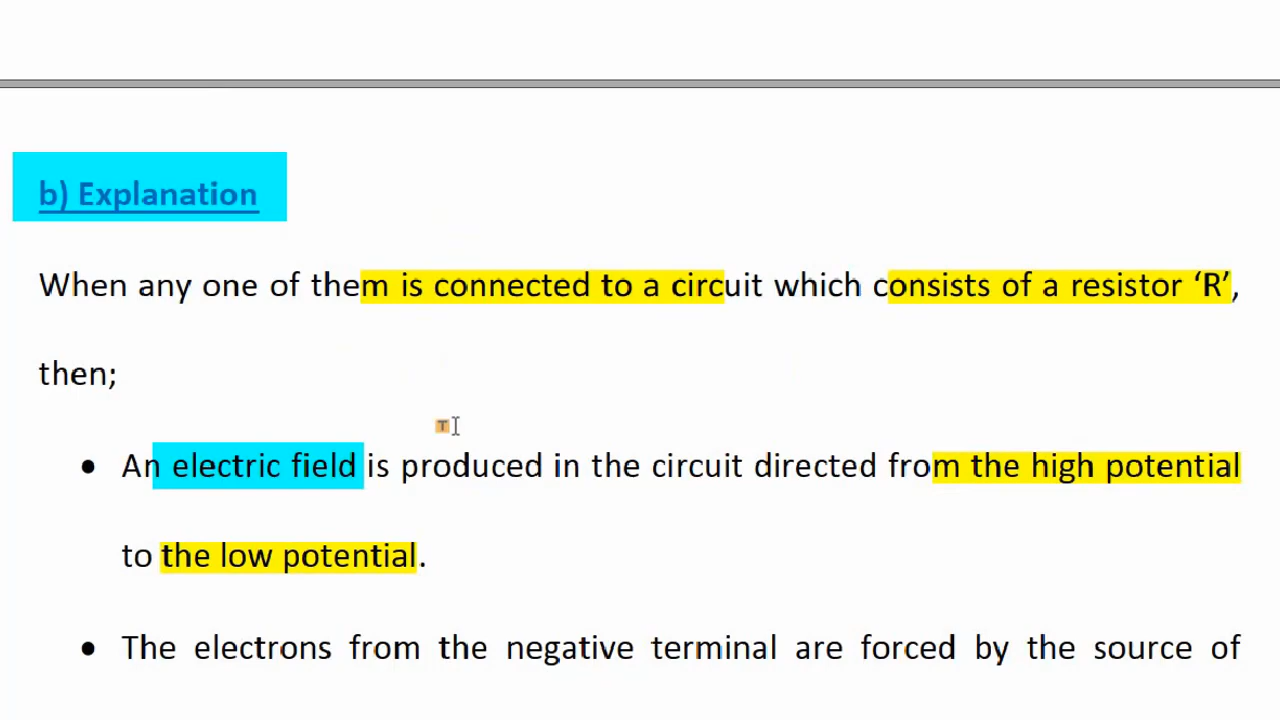 b) Explanation
When any one of them is connected to a circuit which consists of a resistor ‘R’,
then;
● An electric field is produced in the circuit directed from the high potential
to the low potential.
● The electrons from the negative terminal are forced by the source of